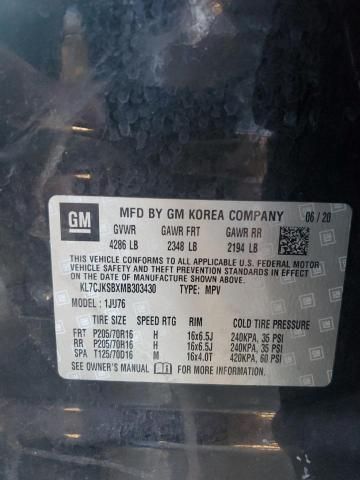 GM
MFD BY GM KOREA COMPANY 06/20
GVWR GAWR FRT GAWR RR
4286 LB 2348 LB 2194 LB
THIS VEHICLE CONFORMS TO ALL APPLICABLE U.S. FEDERAL MOTOR
VEHICLE SAFETY, BUMPER, AND THEFT PREVENTION STANDARDS IN EFFECT
ON THE DATE OF MANUFACTURE SHOWN ABOVE.
KL7CJKSBXMB303430 TYPE: MPV
MODEL: 1JU76
TIRE SIZE SPEED RTG RIM COLD TIRE PRESSURE
FRT P205/70R16 H 16x6.5J 240KPA, 35 PSI
RR P205/70R16 H 16x6.5J 240KPA, 35 PSI
SPA T125/70D16 M 16x4.0T 420KPA, 60 PSI
SEE OWNER'S MANUAL FOR MORE INFORMATION.